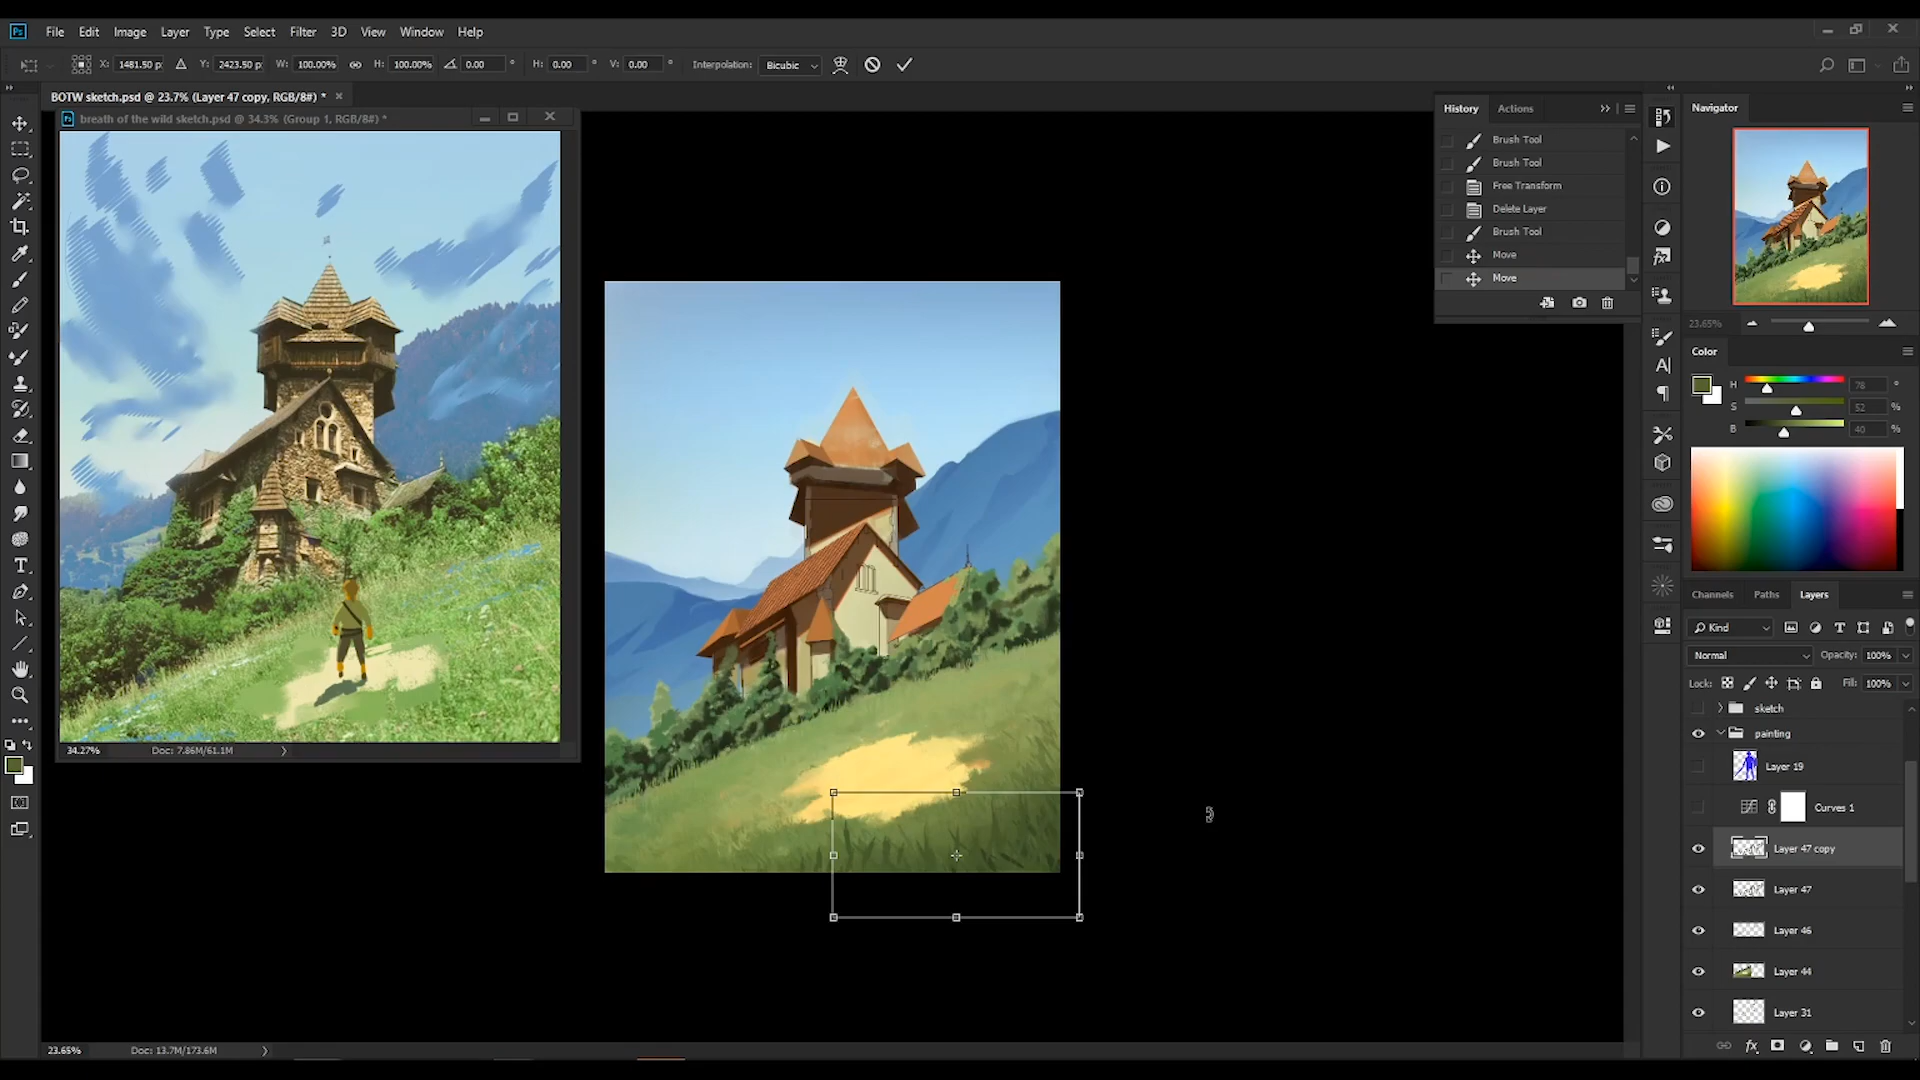 Ps File Edit Image Layer Type Select Filter 3D View Window Help
X: 1481.50 p Y: 2423.50 p W: 100.00% H: 100.00% 0.00 ° H: 0.00 ° V: 0.00 ° Interpolation: Bicubic
BOTW sketch.psd @ 23.7% (Layer 47 copy, RGB/8#) * ×
Ps breath of the wild sketch.psd @ 34.3% (Group 1, RGB/8#) *
34.27% Doc: 7.86M/61.1M
23.65% Doc: 13.7M/173.6M
History Actions
Brush Tool
Brush Tool
Free Transform
Delete Layer
Brush Tool
Move
Move
Navigator
23.65%
Color
H 78 °
S 52 %
B 40 %
Channels Paths Layers
Kind
Normal Opacity: 100%
Lock: Fill: 100%
sketch
painting
Layer 19
Curves 1
Layer 47 copy
Layer 47
Layer 46
Layer 44
Layer 31